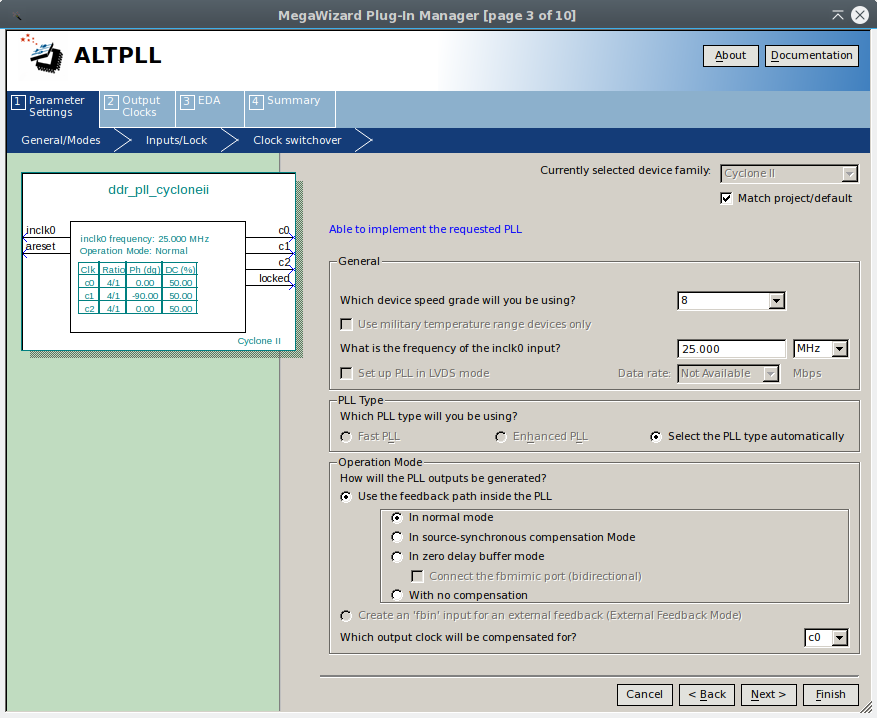 MegaWizard Plug-In Manager [page 3 of 10]
ALTPLL
About
Documentation
1 Parameter Settings
2 Output Clocks
3 EDA
4 Summary
General/Modes
Inputs/Lock
Clock switchover
ddr_pll_cycloneii
inclk0
areset
inclk0 frequency: 25.000 MHz
Operation Mode: Normal
Clk Ratio Ph (dg) DC (%)
c0 4/1 0.00 50.00
c1 4/1 -90.00 50.00
c2 4/1 0.00 50.00
c0
c1
c2
locked
Cyclone II
Currently selected device family: Cyclone II
Match project/default
Able to implement the requested PLL
General
Which device speed grade will you be using? 8
Use military temperature range devices only
What is the frequency of the inclk0 input? 25.000 MHz
Set up PLL in LVDS mode Data rate: Not Available Mbps
PLL Type
Which PLL type will you be using?
Fast PLL Enhanced PLL Select the PLL type automatically
Operation Mode
How will the PLL outputs be generated?
Use the feedback path inside the PLL
In normal mode
In source-synchronous compensation Mode
In zero delay buffer mode
Connect the fbmimic port (bidirectional)
With no compensation
Create an 'fbin' input for an external feedback (External Feedback Mode)
Which output clock will be compensated for? c0
Cancel < Back Next > Finish